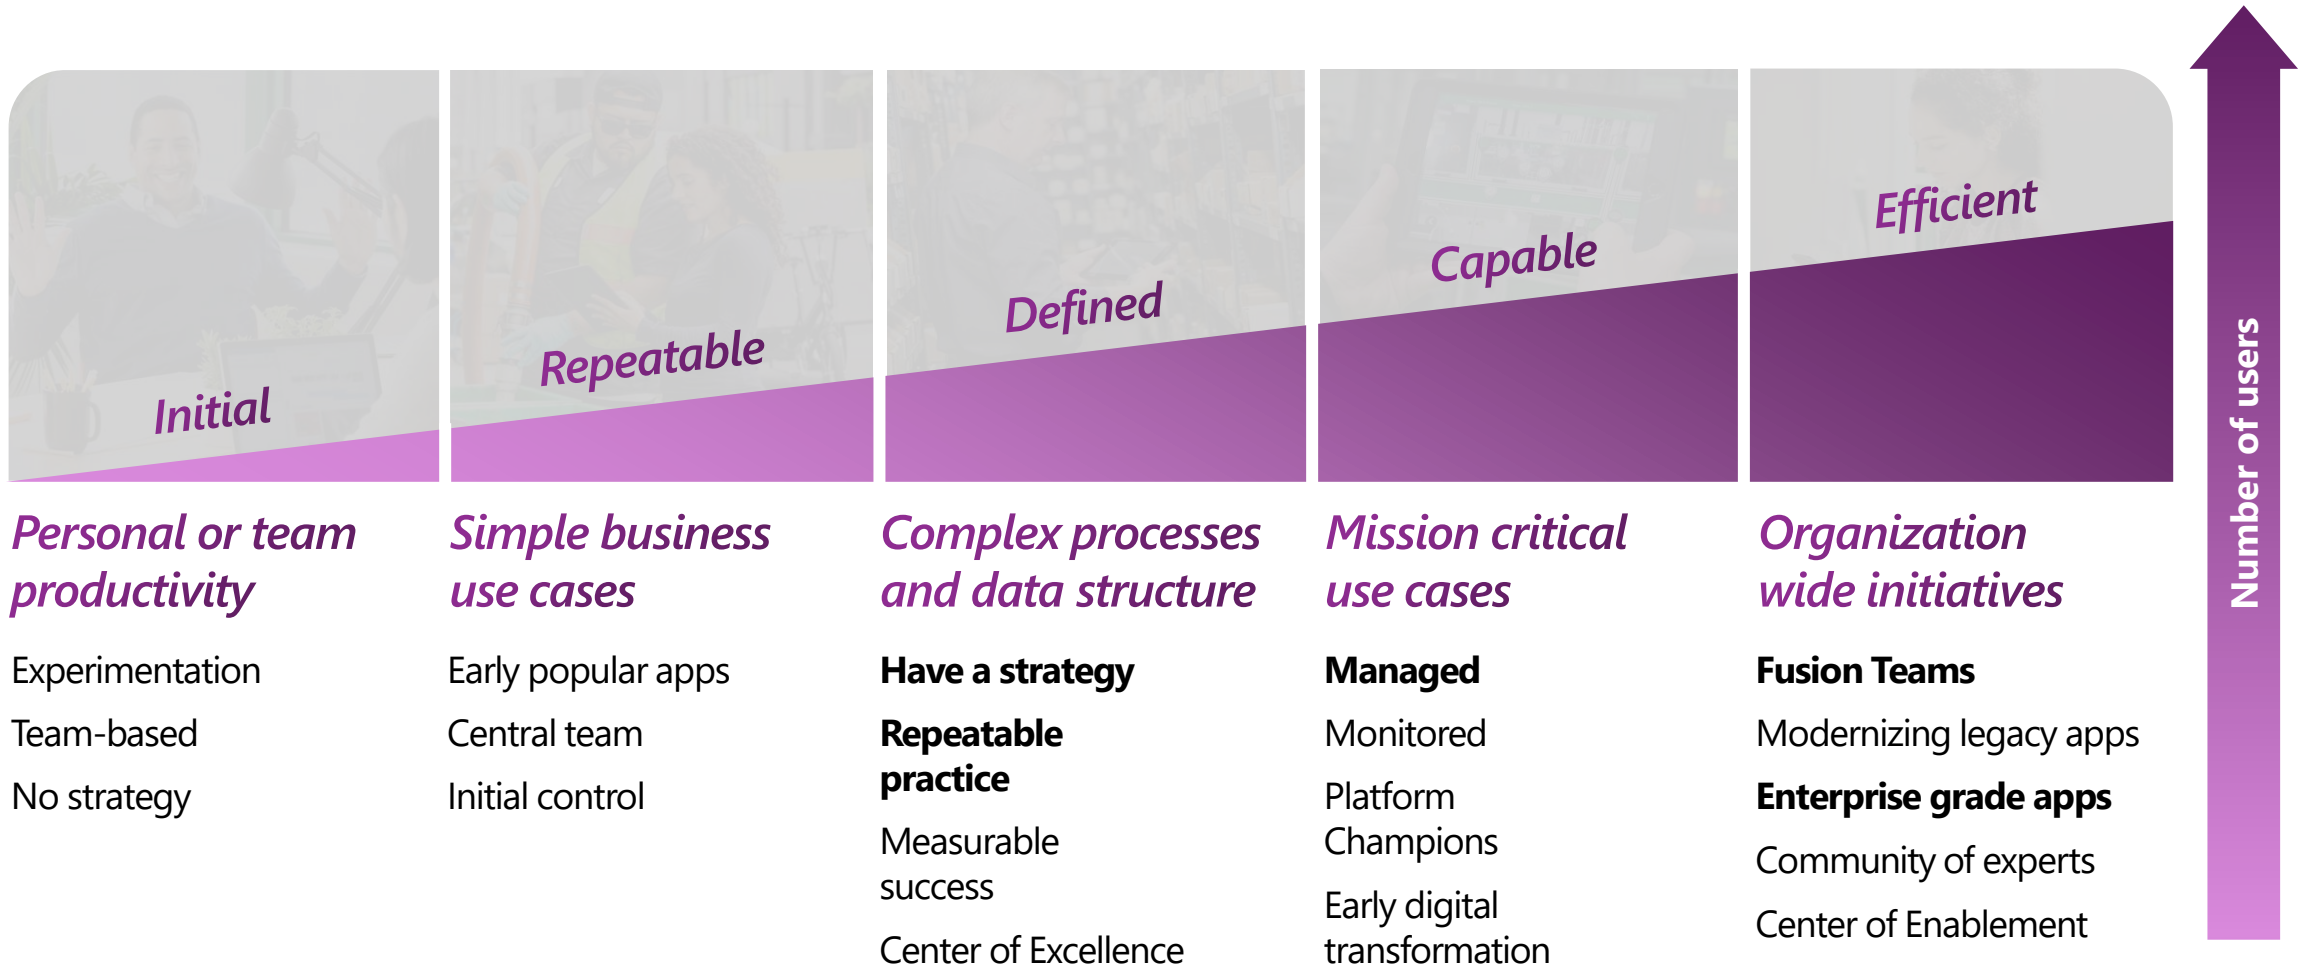 Initial
Repeatable
Defined
Capable
Efficient
Personal or team
productivity
Experimentation
Team-based
No strategy
Simple business
use cases
Early popular apps
Central team
Initial control
Complex processes
and data structure
Have a strategy
Repeatable
practice
Measurable
success
Center of Excellence
Mission critical
use cases
Managed
Monitored
Platform
Champions
Early digital
transformation
Organization
wide initiatives
Fusion Teams
Modernizing legacy apps
Enterprise grade apps
Community of experts
Center of Enablement
Number of users